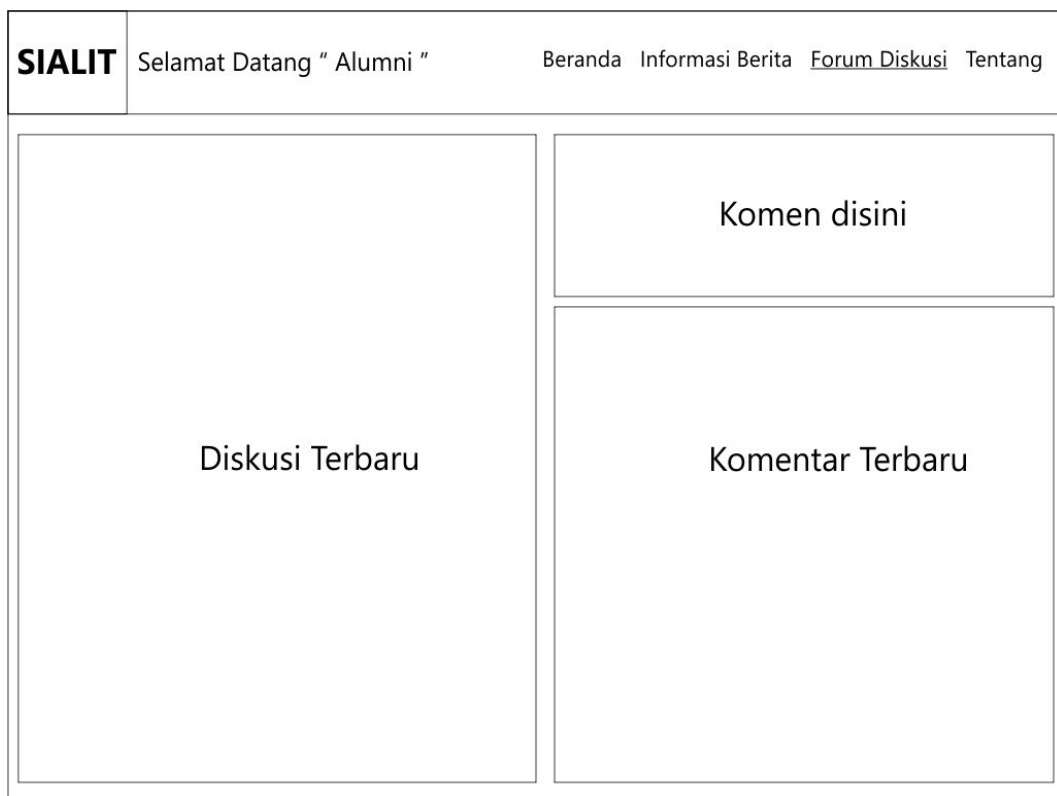 SIALIT
Selamat Datang “ Alumni ”
Beranda Informasi Berita Forum Diskusi Tentang
Komen disini
Diskusi Terbaru
Komentar Terbaru